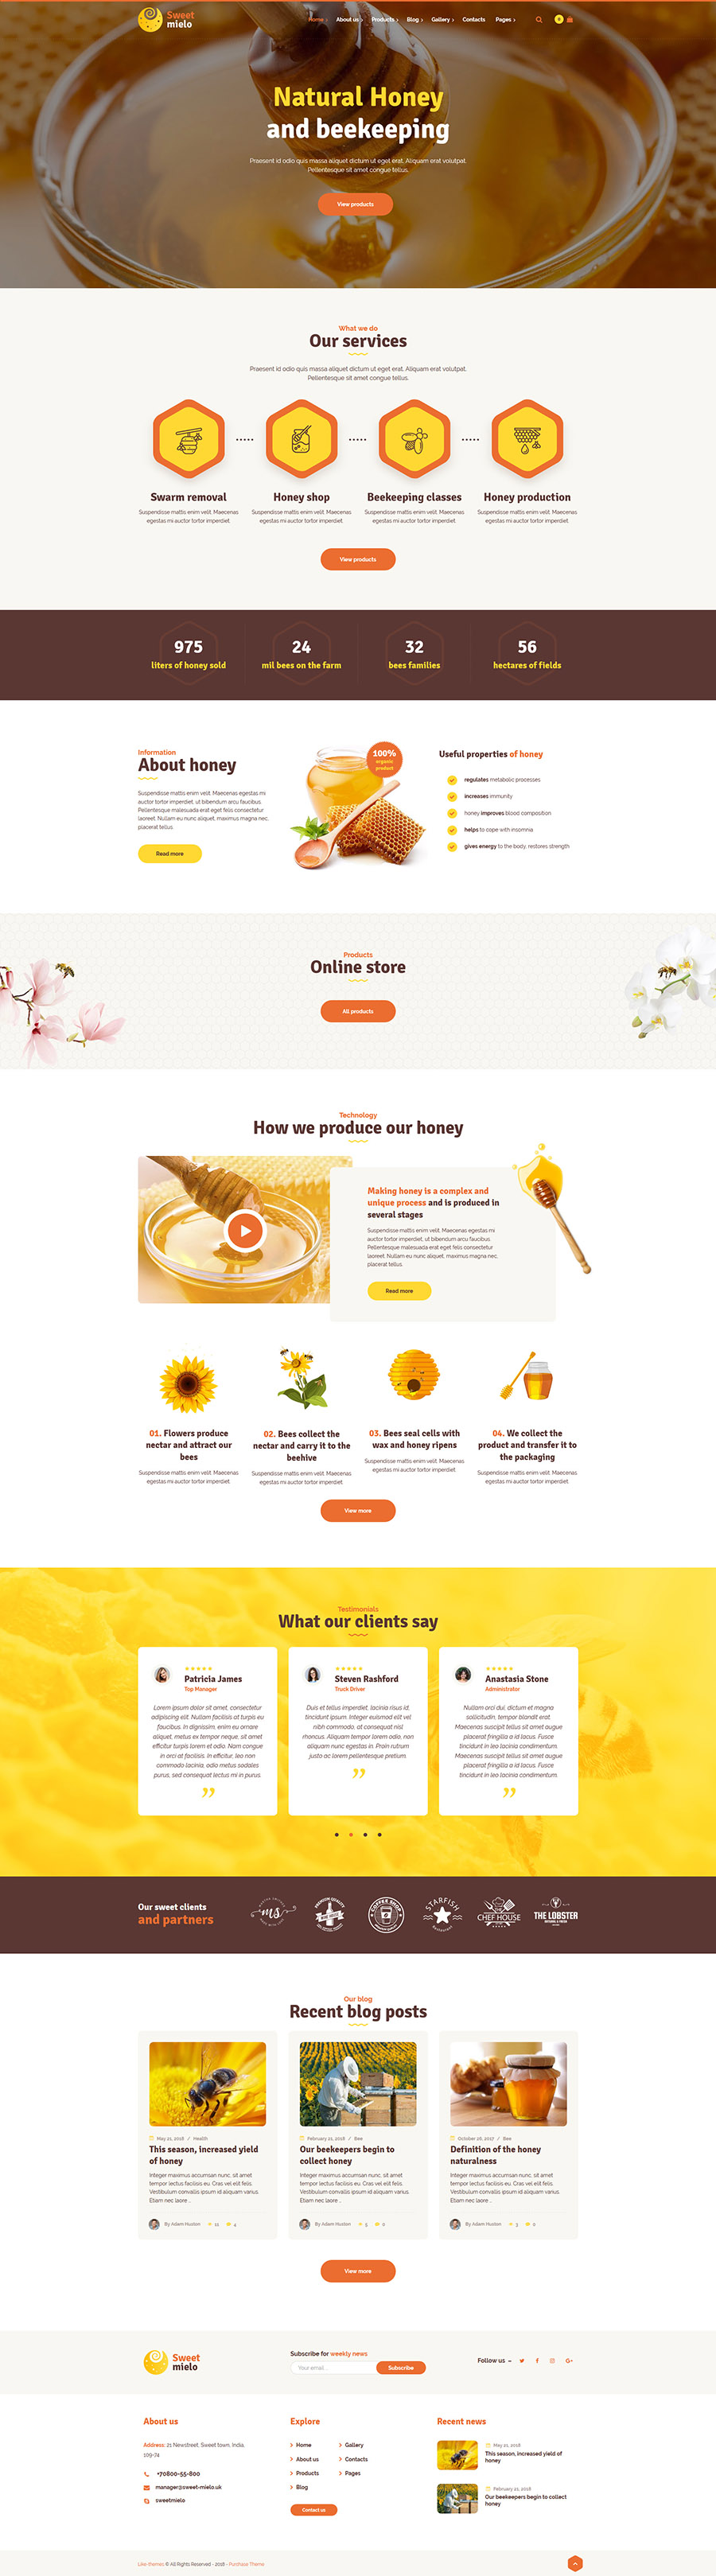 Sweet
mielo
Home
About us
Products
Blog
Gallery
Contacts
Pages
0
Natural Honey
and beekeeping
Praesent id odio quis massa aliquet dictum ut eget erat. Aliquam erat volutpat.
Pellentesque sit amet congue tellus.
View products
What we do
Our services
Praesent id odio quis massa aliquet dictum ut eget erat. Aliquam erat volutpat.
Pellentesque sit amet congue tellus.
Swarm removal
Suspendisse mattis enim velit. Maecenas
egestas mi auctor tortor imperdiet.
Honey shop
Suspendisse mattis enim velit. Maecenas
egestas mi auctor tortor imperdiet.
Beekeeping classes
Suspendisse mattis enim velit. Maecenas
egestas mi auctor tortor imperdiet.
Honey production
Suspendisse mattis enim velit. Maecenas
egestas mi auctor tortor imperdiet.
View products
975
liters of honey sold
24
mil bees on the farm
32
bees families
56
hectares of fields
Information
About honey
Suspendisse mattis enim velit. Maecenas egestas mi
auctor tortor imperdiet, ut bibendum arcu faucibus.
Pellentesque malesuada erat eget felis consectetur
laoreet. Nullam eu nunc aliquet, maximus magna nec,
placerat tellus
Read more
100%
organic
product
Useful properties of honey
regulates metabolic processes
increases immunity
honey improves blood composition
helps to cope with insomnia
gives energy to the body, restores strength
Products
Online store
All products
Technology
How we produce our honey
Making honey is a complex and
unique process and is produced in
several stages
Suspendisse mattis enim velit. Maecenas egestas mi
auctor tortor imperdiet, ut bibendum arcu faucibus.
Pellentesque malesuada erat eget felis consectetur
laoreet. Nullam eu nunc aliquet, maximus magna nec,
placerat tellus.
Read more
01. Flowers produce
nectar and attract our
bees
Suspendisse mattis enim velit. Maecenas
egestas mi auctor tortor imperdiet
02. Bees collect the
nectar and carry it to the
beehive
Suspendisse mattis enim velit. Maecenas
egestas mi auctor tortor imperdiet
03. Bees seal cells with
wax and honey ripens
Suspendisse mattis enim velit. Maecenas
egestas mi auctor tortor imperdiet
04. We collect the
product and transfer it to
the packaging
Suspendisse mattis enim velit. Maecenas
egestas mi auctor tortor imperdiet.
View more
Testimonials
What our clients say
Patricia James
Top Manager
Lorem ipsum dolor sit amet, consectetur
adipiscing elit. Nullam facilisis at turpis eu
faucibus. In dignissim, enim eu ornare
aliquet, metus ex tempor neque, sit amet
efficitur turpis lorem et odio. Nam congue
in orci at facilisis. In efficitur, leo non
commodo lacinia, odio metus sodales
purus, sed consequat lectus mi in purus.
Steven Rashford
Truck Driver
Duis et tellus imperdiet, lacinia risus id,
tincidunt ipsum. Integer euismod elit vel
nibh commodo, at consequat nisl
rhoncus. Aliquam tempor lorem odio, non
aliquam nunc egestas in. Proin rutrum
justo ac lorem pellentesque pretium.
Anastasia Stone
Administrator
Nullam orci dui, dictum et magna
sollicitudin, tempor blandit erat.
Maecenas suscipit tellus sit amet augue
placerat fringilla a id lacus. Fusce
tincidunt in leo lacinia condimentum.
Maecenas suscipit tellus sit amet augue
placerat fringilla a id lacus. Fusce
tincidunt in leo lacinia condimentum.
Our sweet clients
and partners
ms
PREMIUM QUALITY
COFFEE SHOP
STARFISH
CHEF HOUSE
THE LOBSTER
Our blog
Recent blog posts
May 21, 2018 / Health
This season, increased yield
of honey
Integer maximus accumsan nunc, sit amet
tempor lectus facilisis eu. Cras vel elit felis.
Vestibulum convallis ipsum id aliquam varius.
Etiam nec laore ..
By Adam Huston
4
February 21, 2018 / Bee
Our beekeepers begin to
collect honey
Integer maximus accumsan nunc, sit amet
tempor lectus facilisis eu. Cras vel elit felis.
Vestibulum convallis ipsum id aliquam varius.
Etiam nec laore ..
By Adam Huston
5
0
October 26, 2017 / Bee
Definition of the honey
naturalness
Integer maximus accumsan nunc, sit amet
tempor lectus facilisis eu. Cras vel elit felis.
Vestibulum convallis ipsum id aliquam varius.
Etiam nec laore ..
By Adam Huston
3
0
View more
Sweet
mielo
Subscribe for weekly news
Your email...
Subscribe
Follow us –
About us
Address: 21 Newstreet, Sweet town, India,
109-74
+70800-55-800
manager@sweet-mielo.uk
sweetmielo
Explore
Home
About us
Products
Blog
Gallery
Contacts
Pages
Contact us
Recent news
May 21, 2018
This season, increased yield of
honey
February 21, 2018
Our beekeepers begin to collect
honey
Like-themes © All Rights Reserved - 2018 - Purchase Theme